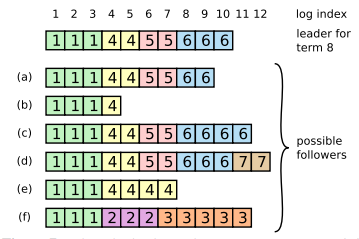 1 2 3 4 5 6 7 8 9 10 11 12 log index
1 1 1 4 4 5 5 6 6 6 leader for
term 8
(a) 1 1 1 4 4 5 5 6 6
(b) 1 1 1 4
(c) 1 1 1 4 4 5 5 6 6 6 6
(d) 1 1 1 4 4 5 5 6 6 6 7 7
possible
followers
(e) 1 1 1 4 4 4 4
(f) 1 1 1 2 2 2 3 3 3 3 3